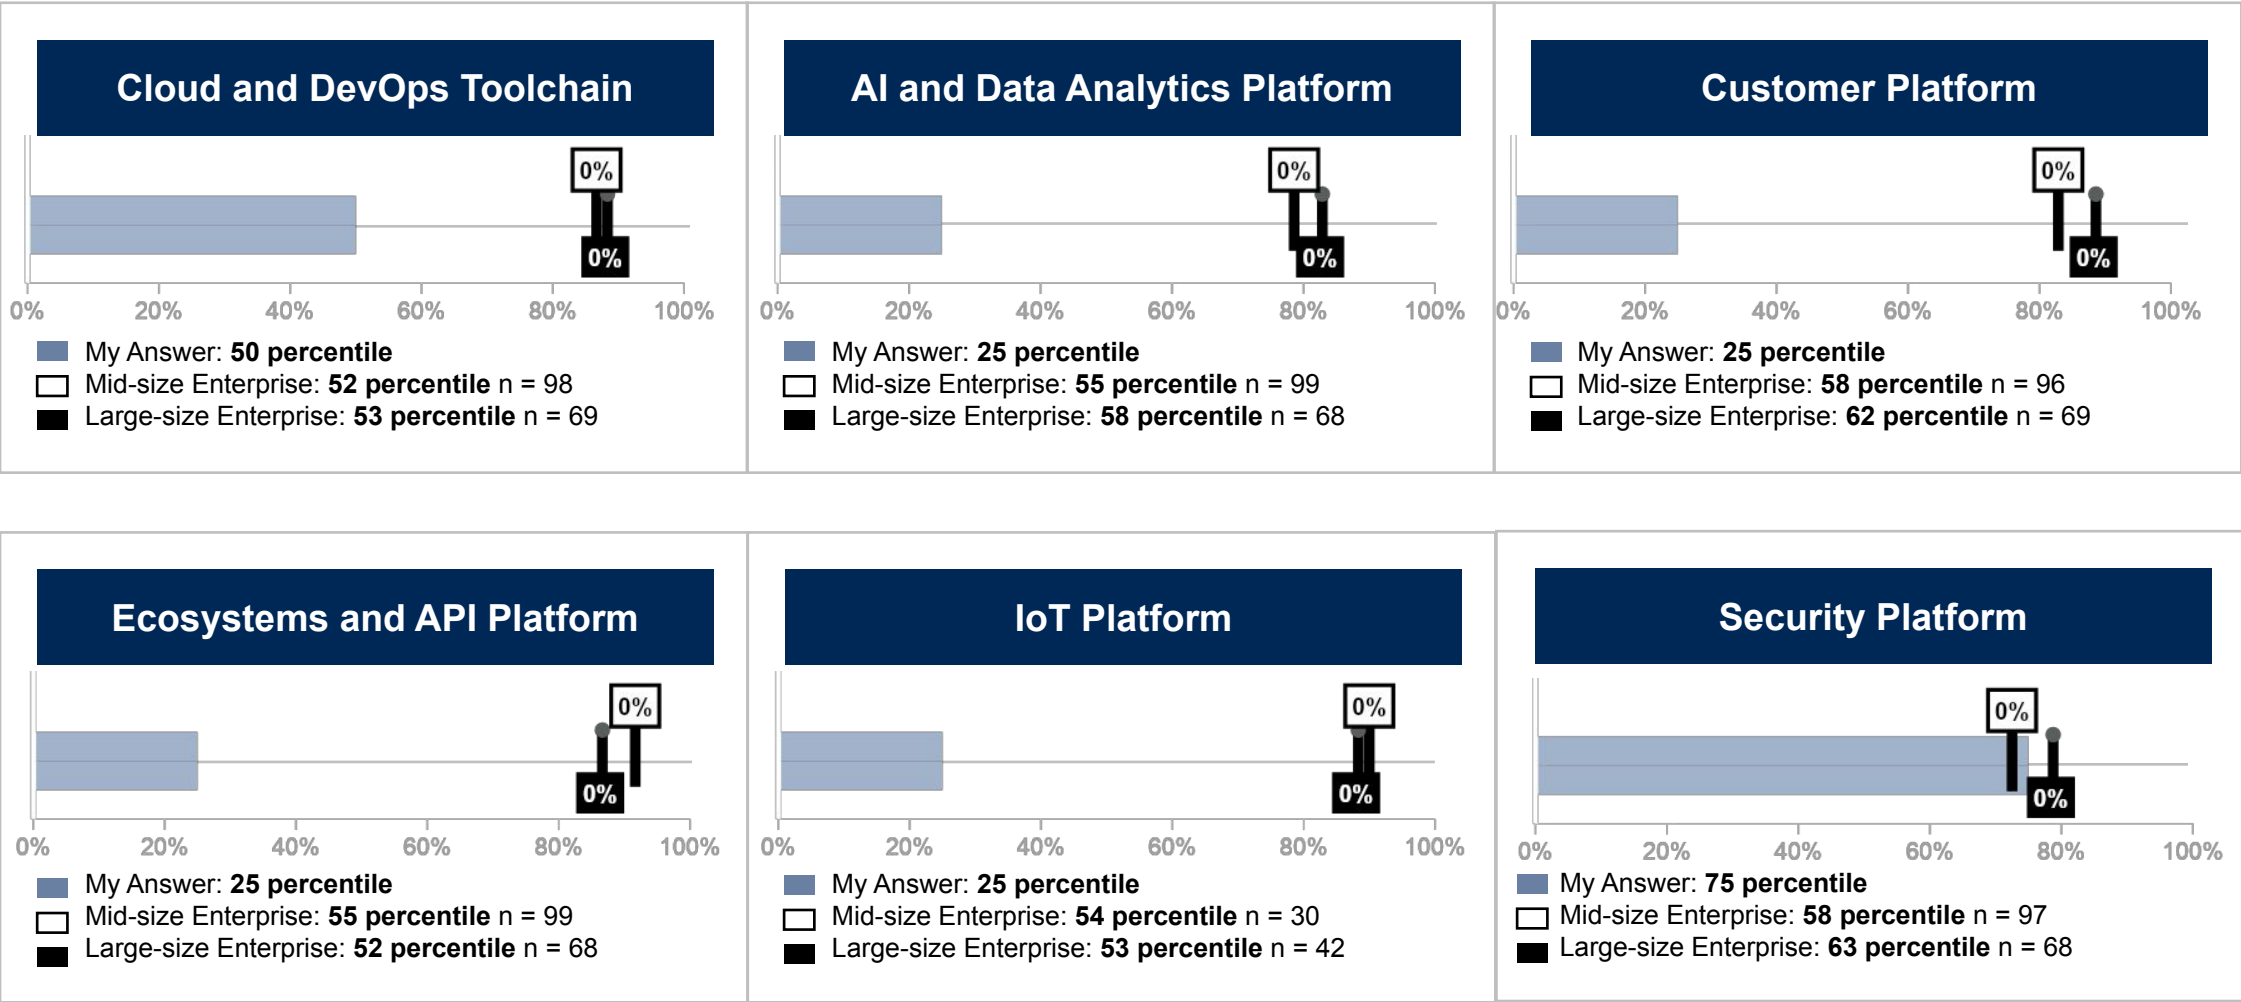 Cloud and DevOps Toolchain
0%
0%
0% 20% 40% 60% 80% 100%
My Answer: 50 percentile
Mid-size Enterprise: 52 percentile n = 98
Large-size Enterprise: 53 percentile n = 69
AI and Data Analytics Platform
0%
0%
0% 20% 40% 60% 80% 100%
My Answer: 25 percentile
Mid-size Enterprise: 55 percentile n = 99
Large-size Enterprise: 58 percentile n = 68
Customer Platform
0%
0%
0% 20% 40% 60% 80% 100%
My Answer: 25 percentile
Mid-size Enterprise: 58 percentile n = 96
Large-size Enterprise: 62 percentile n = 69
Ecosystems and API Platform
0%
0%
0% 20% 40% 60% 80% 100%
My Answer: 25 percentile
Mid-size Enterprise: 55 percentile n = 99
Large-size Enterprise: 52 percentile n = 68
IoT Platform
0%
0%
0% 20% 40% 60% 80% 100%
My Answer: 25 percentile
Mid-size Enterprise: 54 percentile n = 30
Large-size Enterprise: 53 percentile n = 42
Security Platform
0%
0%
0% 20% 40% 60% 80% 100%
My Answer: 75 percentile
Mid-size Enterprise: 58 percentile n = 97
Large-size Enterprise: 63 percentile n = 68